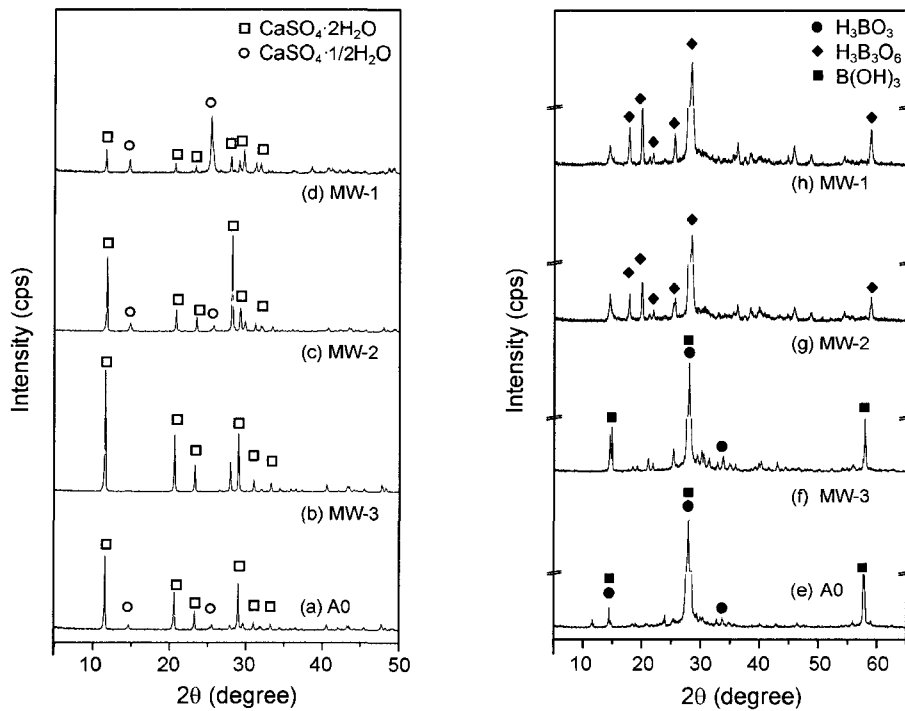 □ CaSO₄·2H₂O
○ CaSO₄·1/2H₂O
(d) MW-1
(c) MW-2
(b) MW-3
(a) A0
Intensity (cps)
10 20 30 40 50
2θ (degree)
● H₃BO₃
◆ H₃B₃O₆
■ B(OH)₃
(h) MW-1
(g) MW-2
(f) MW-3
(e) A0
Intensity (cps)
10 20 30 40 50 60
2θ (degree)